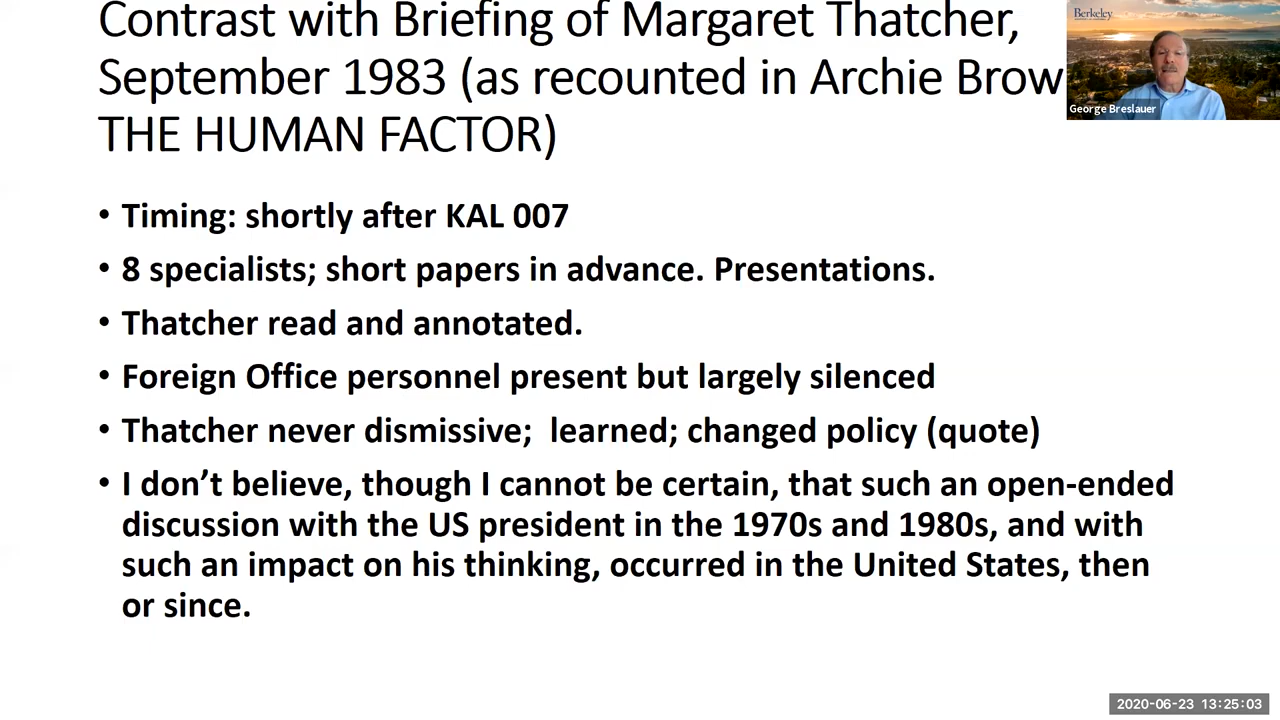 Contrast with Briefing of Margaret Thatcher,
September 1983 (as recounted in Archie Brow
THE HUMAN FACTOR)
• Timing: shortly after KAL 007
• 8 specialists; short papers in advance. Presentations.
• Thatcher read and annotated.
• Foreign Office personnel present but largely silenced
• Thatcher never dismissive;  learned; changed policy (quote)
• I don’t believe, though I cannot be certain, that such an open-ended
discussion with the US president in the 1970s and 1980s, and with
such an impact on his thinking, occurred in the United States, then
or since.
Berkeley
George Breslauer
2020-06-23 13:25:03